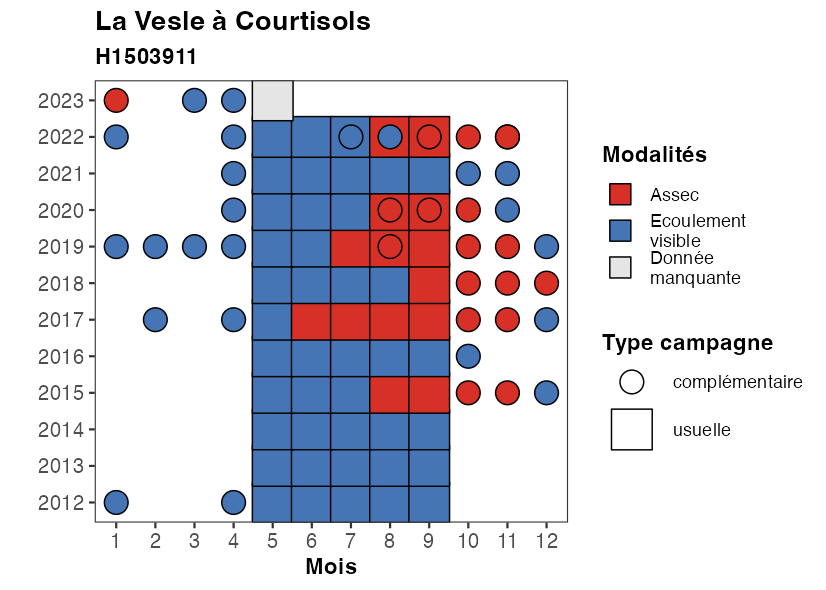 La Vesle à Courtisols
H1503911
2023
2022
2021
2020
2019
2018
2017
2016
2015
2014
2013
2012
1 2 3 4 5 6 7 8 9 10 11 12
Mois
Modalités
Assec
Ecoulement
visible
Donnée
manquante
Type campagne
complémentaire
usuelle